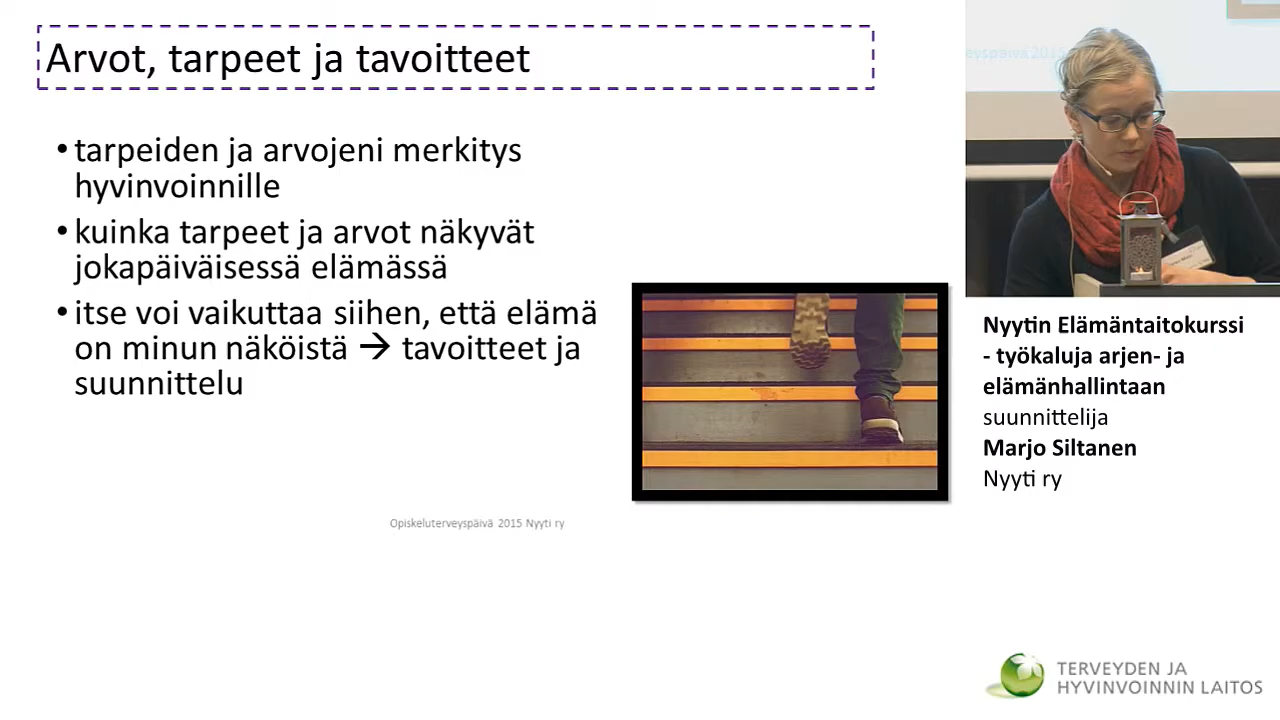 Arvot, tarpeet ja tavoitteet
• tarpeiden ja arvojeni merkitys
hyvinvoinnille
• kuinka tarpeet ja arvot näkyvät
jokapäiväisessä elämässä
• itse voi vaikuttaa siihen, että elämä
on minun näköistä → tavoitteet ja
suunnittelu
Opiskeluterveyspäivä 2015 Nyyti ry
Nyytin Elämäntaitokurssi
- työkaluja arjen- ja
elämänhallintaan
suunnittelija
Marjo Siltanen
Nyyti ry
TERVEYDEN JA
HYVINVOINNIN LAITOS